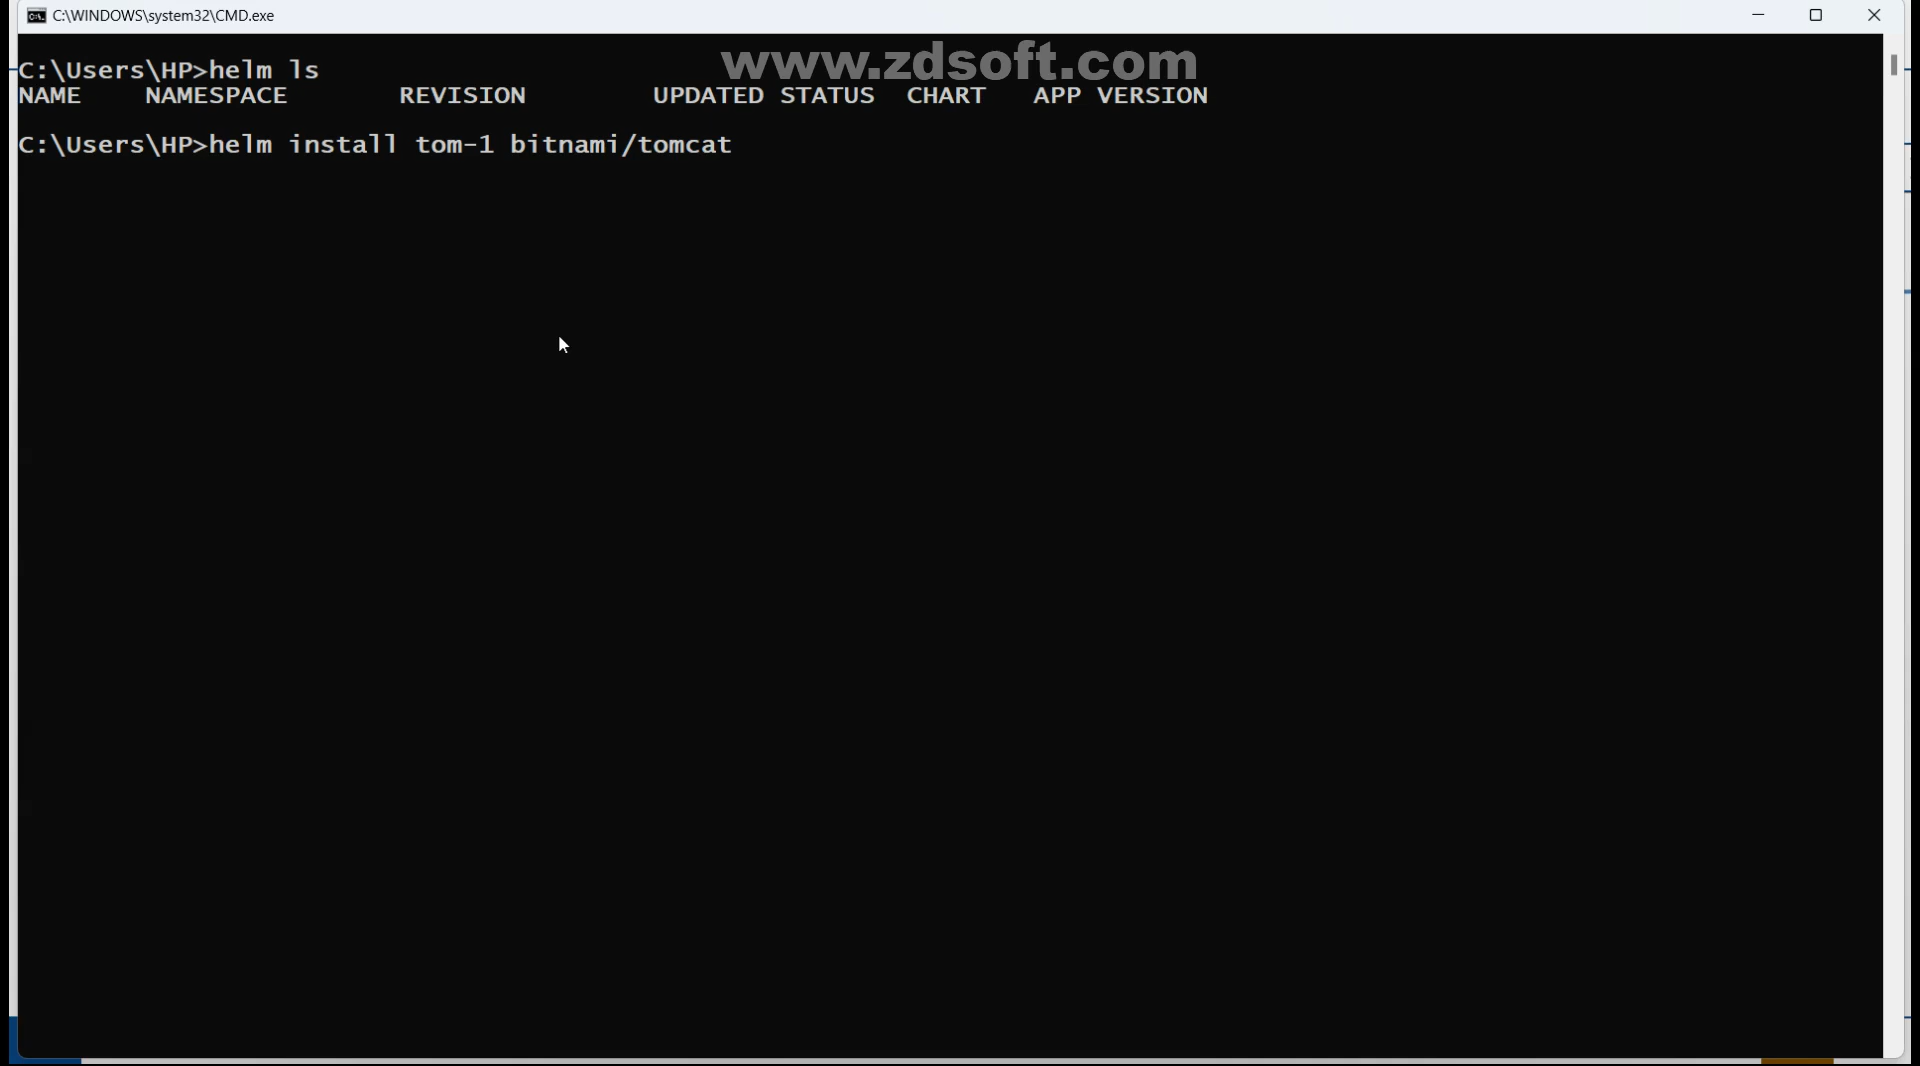 C:\WINDOWS\system32\CMD.exe
www.zdsoft.com
C:\Users\HP>helm ls
NAME NAMESPACE REVISION UPDATED STATUS CHART APP VERSION
C:\Users\HP>helm install tom-1 bitnami/tomcat